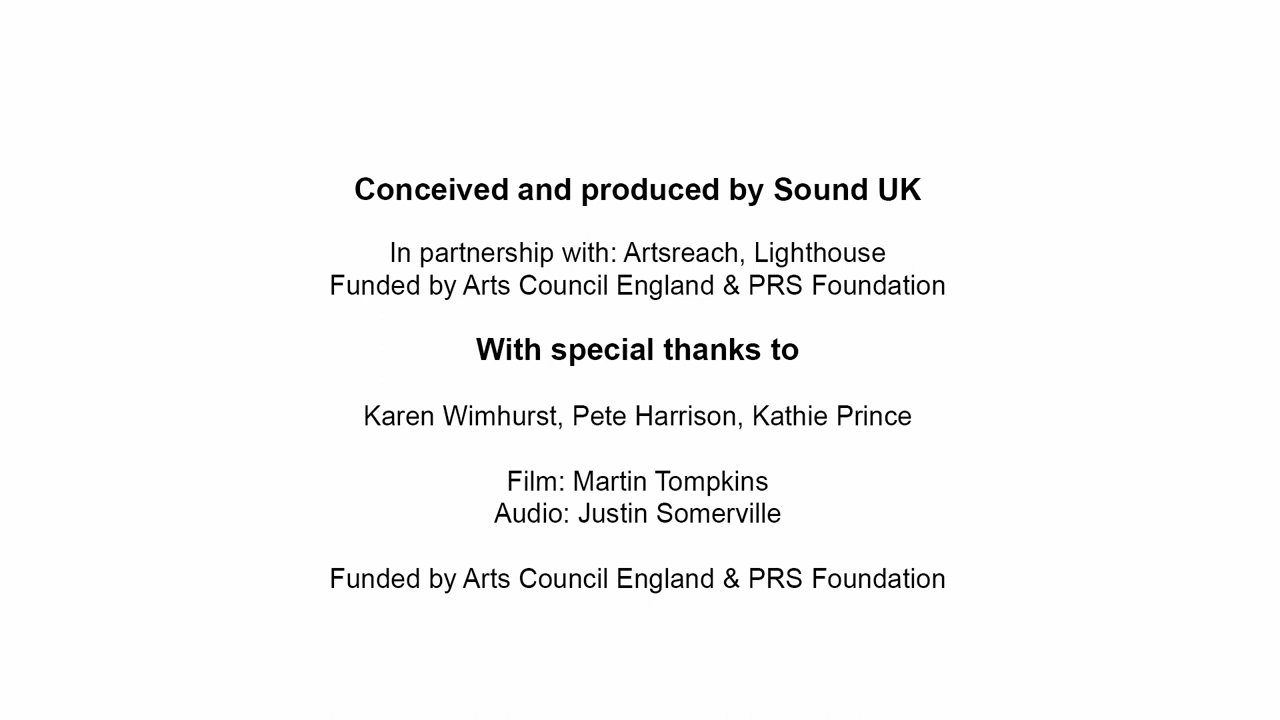 Conceived and produced by Sound UK
In partnership with: Artsreach, Lighthouse
Funded by Arts Council England & PRS Foundation
With special thanks to
Karen Wimhurst, Pete Harrison, Kathie Prince
Film: Martin Tompkins
Audio: Justin Somerville
Funded by Arts Council England & PRS Foundation